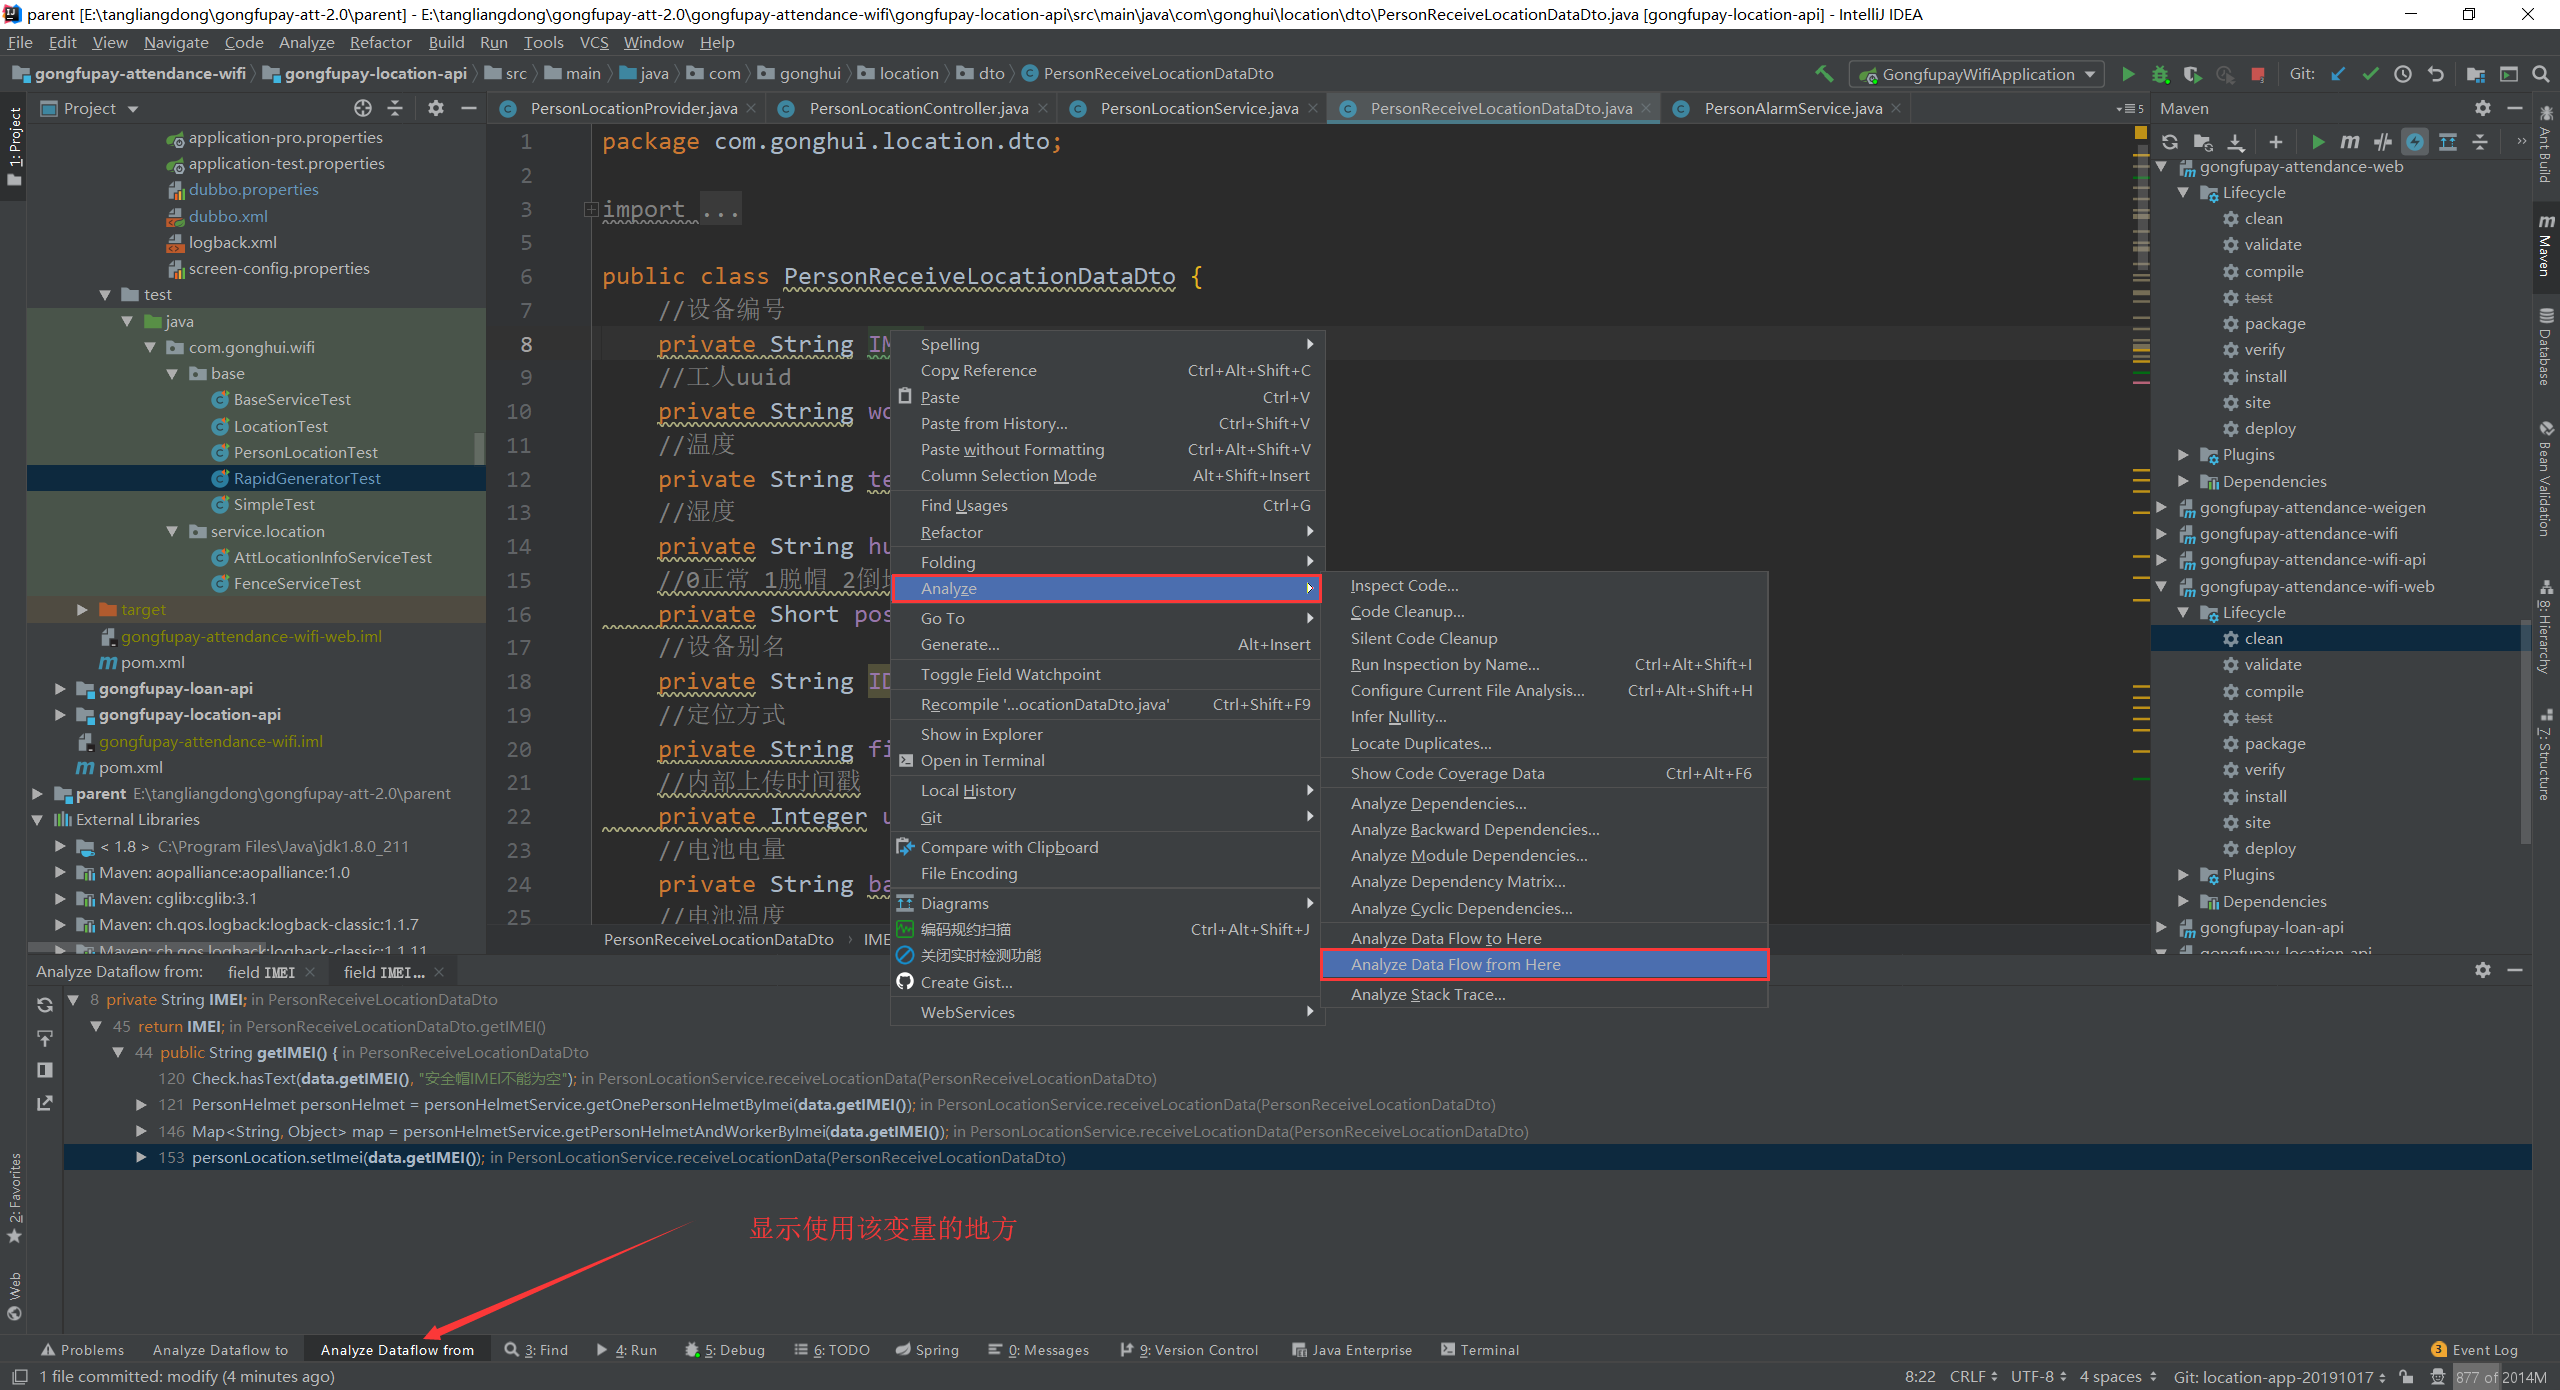 parent [E:\tangliangdong\gongfupay-att-2.0\parent] - E:\tangliangdong\gongfupay-att-2.0\gongfupay-attendance-wifi\gongfupay-location-api\src\main\java\com\gonghui\location\dto\PersonReceiveLocationDataDto.java [gongfupay-location-api] - IntelliJ IDEA
File Edit View Navigate Code Analyze Refactor Build Run Tools VCS Window Help
gongfupay-attendance-wifi gongfupay-location-api src main java com gonghui location dto PersonReceiveLocationDataDto GongfupayWifiApplication Git:
Project
PersonLocationProvider.java PersonLocationController.java PersonLocationService.java PersonReceiveLocationDataDto.java PersonAlarmService.java 5
Maven
1: Project
application-pro.properties
application-test.properties
dubbo.properties
dubbo.xml
logback.xml
screen-config.properties
test
java
com.gonghui.wifi
base
BaseServiceTest
LocationTest
PersonLocationTest
RapidGeneratorTest
SimpleTest
service.location
AttLocationInfoServiceTest
FenceServiceTest
target
gongfupay-attendance-wifi-web.iml
pom.xml
gongfupay-loan-api
gongfupay-location-api
gongfupay-attendance-wifi.iml
pom.xml
parent E:\tangliangdong\gongfupay-att-2.0\parent
External Libraries
< 1.8 > C:\Program Files\Java\jdk1.8.0_211
Maven: aopalliance:aopalliance:1.0
Maven: cglib:cglib:3.1
Maven: ch.qos.logback:logback-classic:1.1.7
Maven: ch.qos.logback:logback-classic:1.1.11
1 package com.gonghui.location.dto;
2
3 import ...
5
6 public class PersonReceiveLocationDataDto {
7 //设备编号
8 private String IM
9 //工人uuid
10 private String wo
11 //温度
12 private String te
13 //湿度
14 private String hu
15 //0正常 1脱帽 2倒
16 private Short pos
17 //设备别名
18 private String ID
19 //定位方式
20 private String fi
21 //内部上传时间戳
22 private Integer u
23 //电池电量
24 private String ba
25 //电池温度
PersonReceiveLocationDataDto IME
Spelling
Copy Reference Ctrl+Alt+Shift+C
Paste Ctrl+V
Paste from History... Ctrl+Shift+V
Paste without Formatting Ctrl+Alt+Shift+V
Column Selection Mode Alt+Shift+Insert
Find Usages Ctrl+G
Refactor
Folding
Analyze
Go To
Generate... Alt+Insert
Toggle Field Watchpoint
Recompile '...ocationDataDto.java' Ctrl+Shift+F9
Show in Explorer
Open in Terminal
Local History
Git
Compare with Clipboard
File Encoding
Diagrams
编码规约扫描 Ctrl+Alt+Shift+J
关闭实时检测功能
Create Gist...
WebServices
Inspect Code...
Code Cleanup...
Silent Code Cleanup
Run Inspection by Name... Ctrl+Alt+Shift+I
Configure Current File Analysis... Ctrl+Alt+Shift+H
Infer Nullity...
Locate Duplicates...
Show Code Coverage Data Ctrl+Alt+F6
Analyze Dependencies...
Analyze Backward Dependencies...
Analyze Module Dependencies...
Analyze Dependency Matrix...
Analyze Cyclic Dependencies...
Analyze Data Flow to Here
Analyze Data Flow from Here
Analyze Stack Trace...
gongfupay-attendance-web
Lifecycle
clean
validate
compile
test
package
verify
install
site
deploy
Plugins
Dependencies
gongfupay-attendance-weigen
gongfupay-attendance-wifi
gongfupay-attendance-wifi-api
gongfupay-attendance-wifi-web
Lifecycle
clean
validate
compile
test
package
verify
install
site
deploy
Plugins
Dependencies
gongfupay-loan-api
gongfupay-location-api
Ant Build
Maven
Database
Bean Validation
8: Hierarchy
7: Structure
Analyze Dataflow from: field IMEI field IMEI...
8 private String IMEI; in PersonReceiveLocationDataDto
45 return IMEI; in PersonReceiveLocationDataDto.getIMEI()
44 public String getIMEI() { in PersonReceiveLocationDataDto
120 Check.hasText(data.getIMEI(), "安全帽IMEI不能为空"); in PersonLocationService.receiveLocationData(PersonReceiveLocationDataDto)
121 PersonHelmet personHelmet = personHelmetService.getOnePersonHelmetByImei(data.getIMEI()); in PersonLocationService.receiveLocationData(PersonReceiveLocationDataDto)
146 Map<String, Object> map = personHelmetService.getPersonHelmetAndWorkerByImei(data.getIMEI()); in PersonLocationService.receiveLocationData(PersonReceiveLocationDataDto)
153 personLocation.setImei(data.getIMEI()); in PersonLocationService.receiveLocationData(PersonReceiveLocationDataDto)
显示使用该变量的地方
2: Favorites
Web
Problems Analyze Dataflow to Analyze Dataflow from 3: Find 4: Run 5: Debug 6: TODO Spring 0: Messages 9: Version Control Java Enterprise Terminal 3 Event Log
1 file committed: modify (4 minutes ago) 8:22 CRLF UTF-8 4 spaces Git: location-app-20191017 877 of 2014M